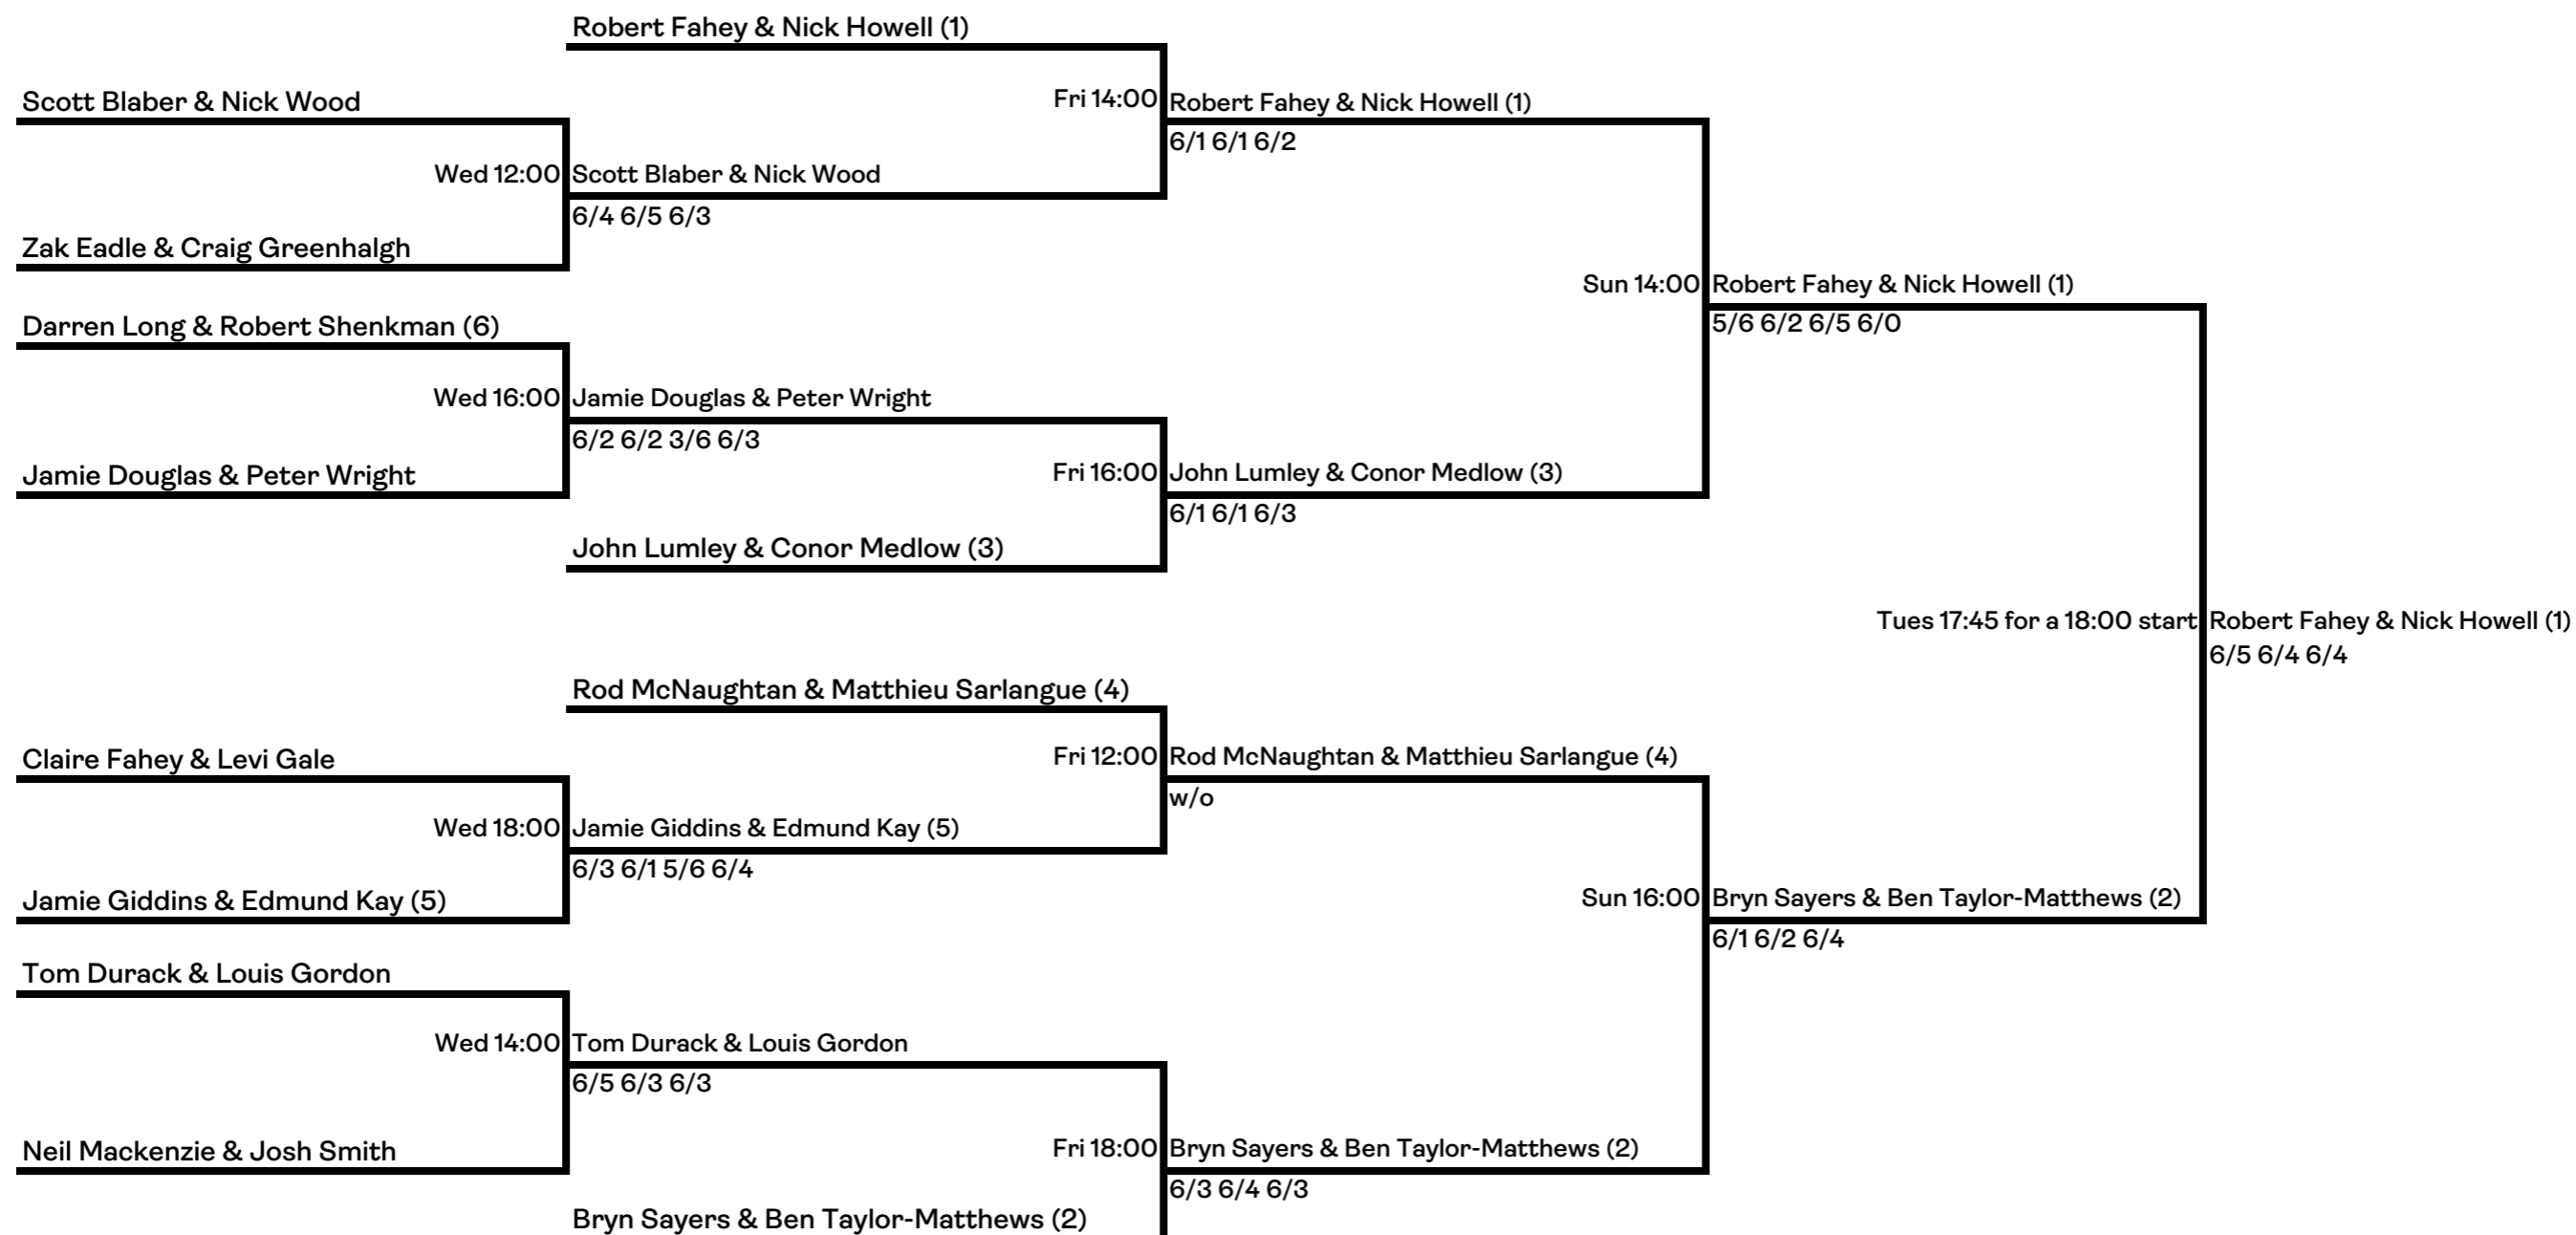 Robert Fahey & Nick Howell (1)
Scott Blaber & Nick Wood
Fri 14:00 Robert Fahey & Nick Howell (1)
6/1 6/1 6/2
Wed 12:00 Scott Blaber & Nick Wood
6/4 6/5 6/3
Zak Eadle & Craig Greenhalgh
Sun 14:00 Robert Fahey & Nick Howell (1)
5/6 6/2 6/5 6/0
Darren Long & Robert Shenkman (6)
Wed 16:00 Jamie Douglas & Peter Wright
6/2 6/2 3/6 6/3
Jamie Douglas & Peter Wright
Fri 16:00 John Lumley & Conor Medlow (3)
6/1 6/1 6/3
John Lumley & Conor Medlow (3)
Tues 17:45 for a 18:00 start Robert Fahey & Nick Howell (1)
6/5 6/4 6/4
Rod McNaughtan & Matthieu Sarlangue (4)
Claire Fahey & Levi Gale
Fri 12:00 Rod McNaughtan & Matthieu Sarlangue (4)
w/o
Wed 18:00 Jamie Giddins & Edmund Kay (5)
6/3 6/1 5/6 6/4
Jamie Giddins & Edmund Kay (5)
Sun 16:00 Bryn Sayers & Ben Taylor-Matthews (2)
6/1 6/2 6/4
Tom Durack & Louis Gordon
Wed 14:00 Tom Durack & Louis Gordon
6/5 6/3 6/3
Neil Mackenzie & Josh Smith
Fri 18:00 Bryn Sayers & Ben Taylor-Matthews (2)
6/3 6/4 6/3
Bryn Sayers & Ben Taylor-Matthews (2)